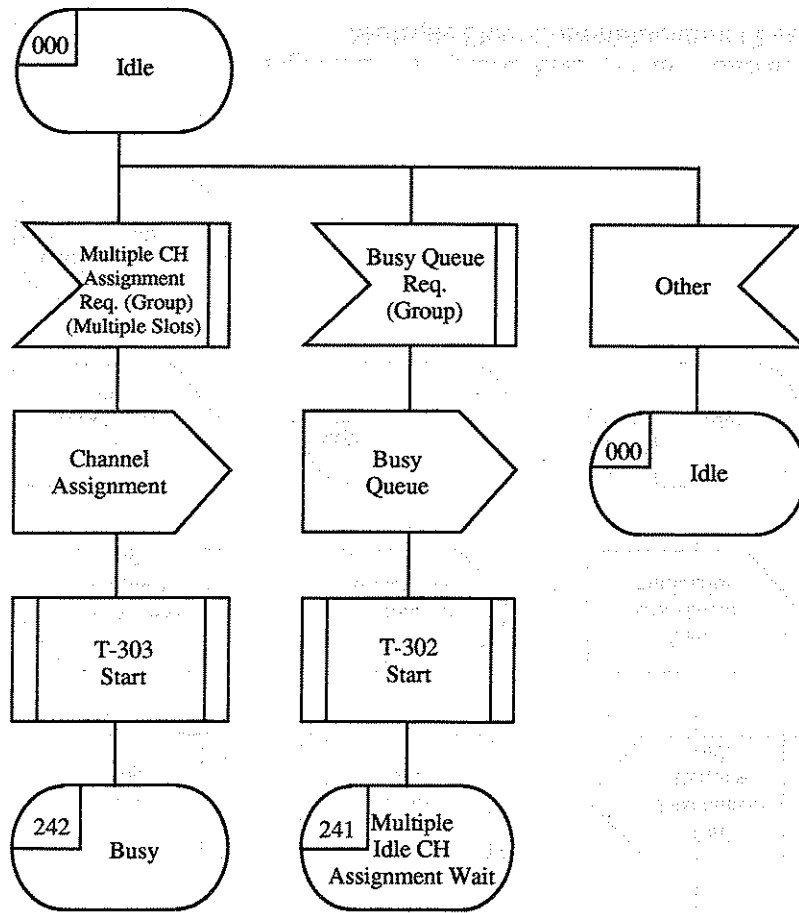 000
Idle
Multiple CH
Assignment
Req. (Group)
(Multiple Slots)
Busy Queue
Req.
(Group)
Other
Channel
Assignment
Busy
Queue
000
Idle
T-303
Start
T-302
Start
242
Busy
241
Multiple
Idle CH
Assignment Wait